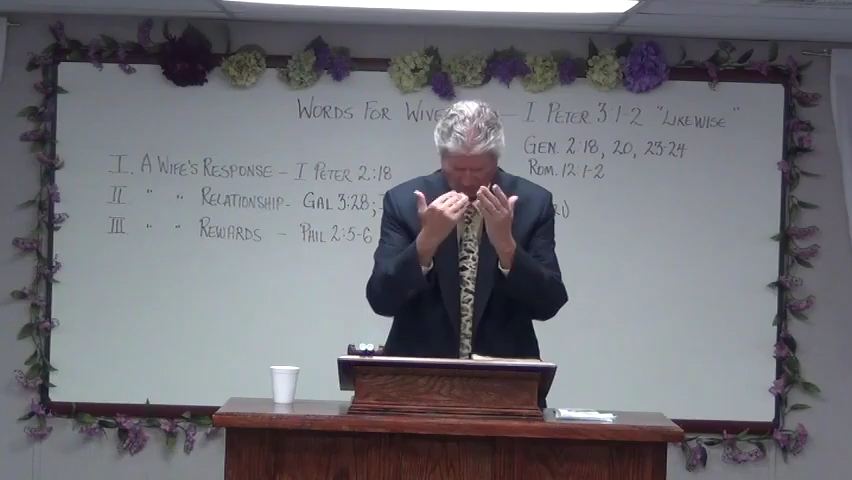 WORDS FOR — I PETER 3:1-2 "LIKEWISE"
GEN. 2:18, 20, 23-24
ROM. 12:1-2
I. A WIFE'S RESPONSE - I PETER 2:18
II " " RELATIONSHIP - GAL 3:28;
III " " REWARDS - PHIL 2:5-6